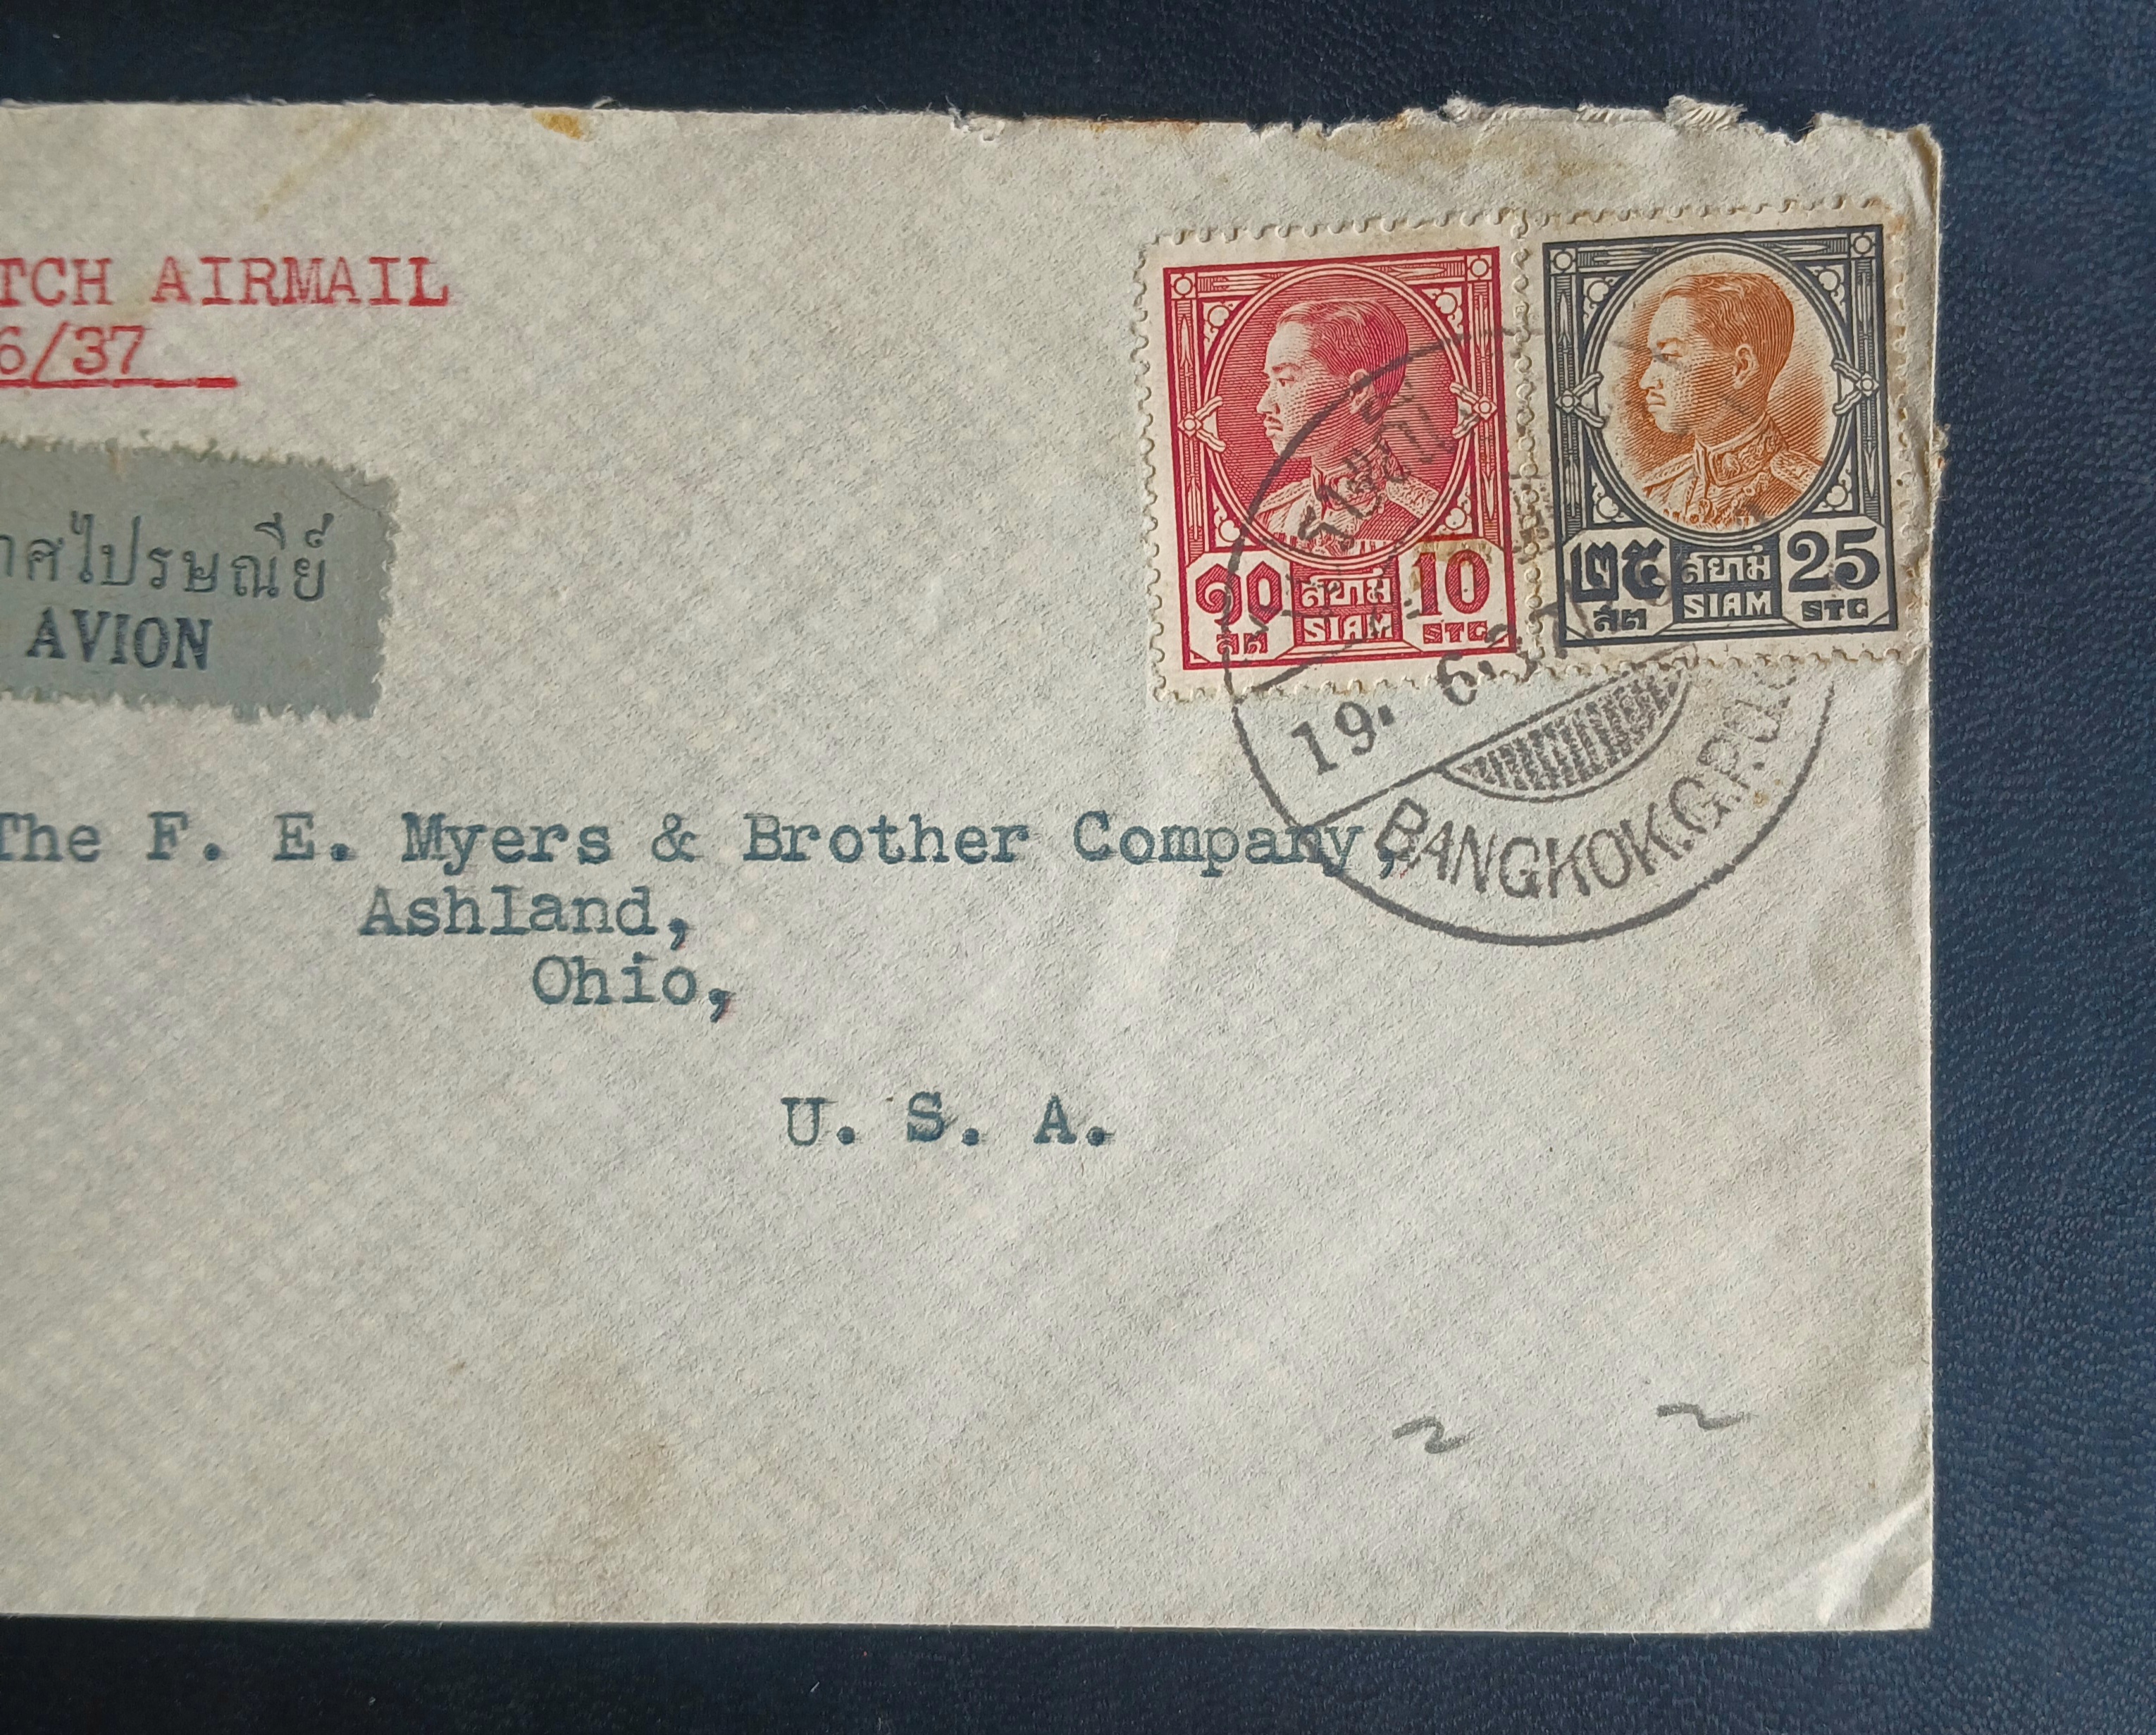 TCH AIRMAIL
6/37
าศไปรษณีย์
AVION
๑๐ สยาม 10
สต SIAM STG
๒๕ สยาม 25
สต SIAM STG
19. 6. 37
BANGKOK.G.P.O.
The F. E. Myers & Brother Company,
Ashland,
Ohio,
U. S. A.